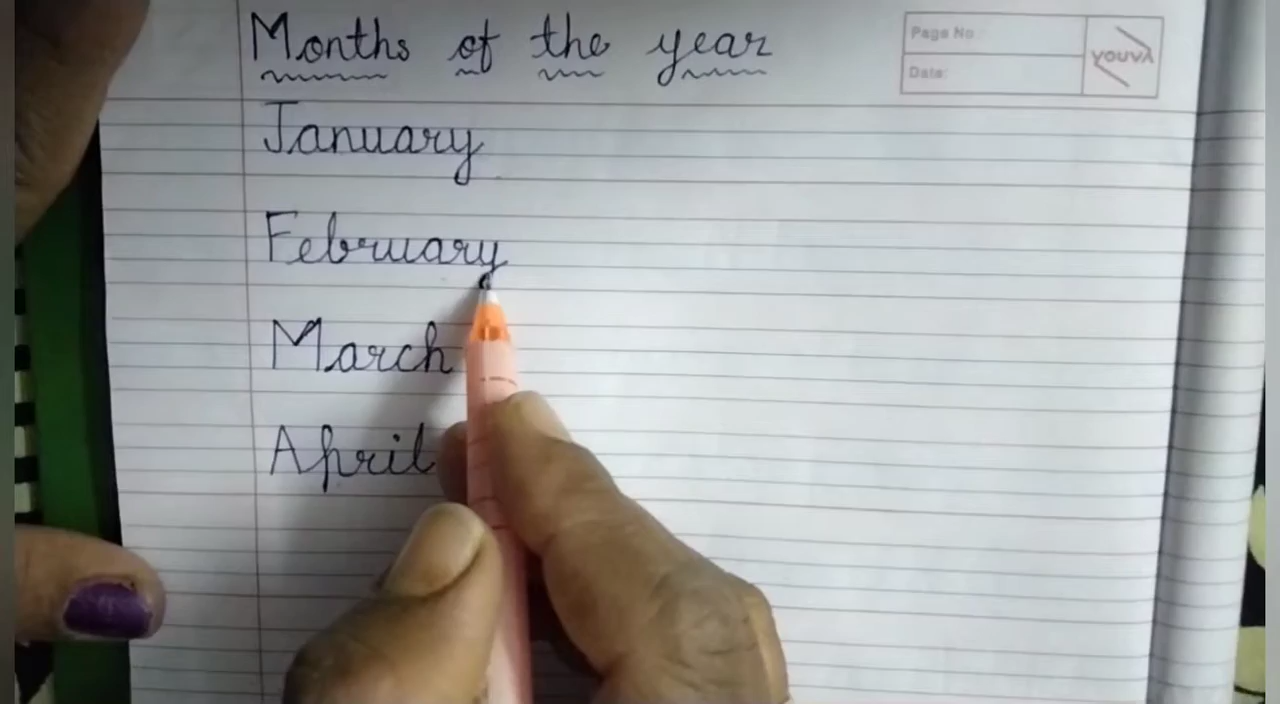 Months of the year
Page No.
Date:
YOUVA
January
February
March
April